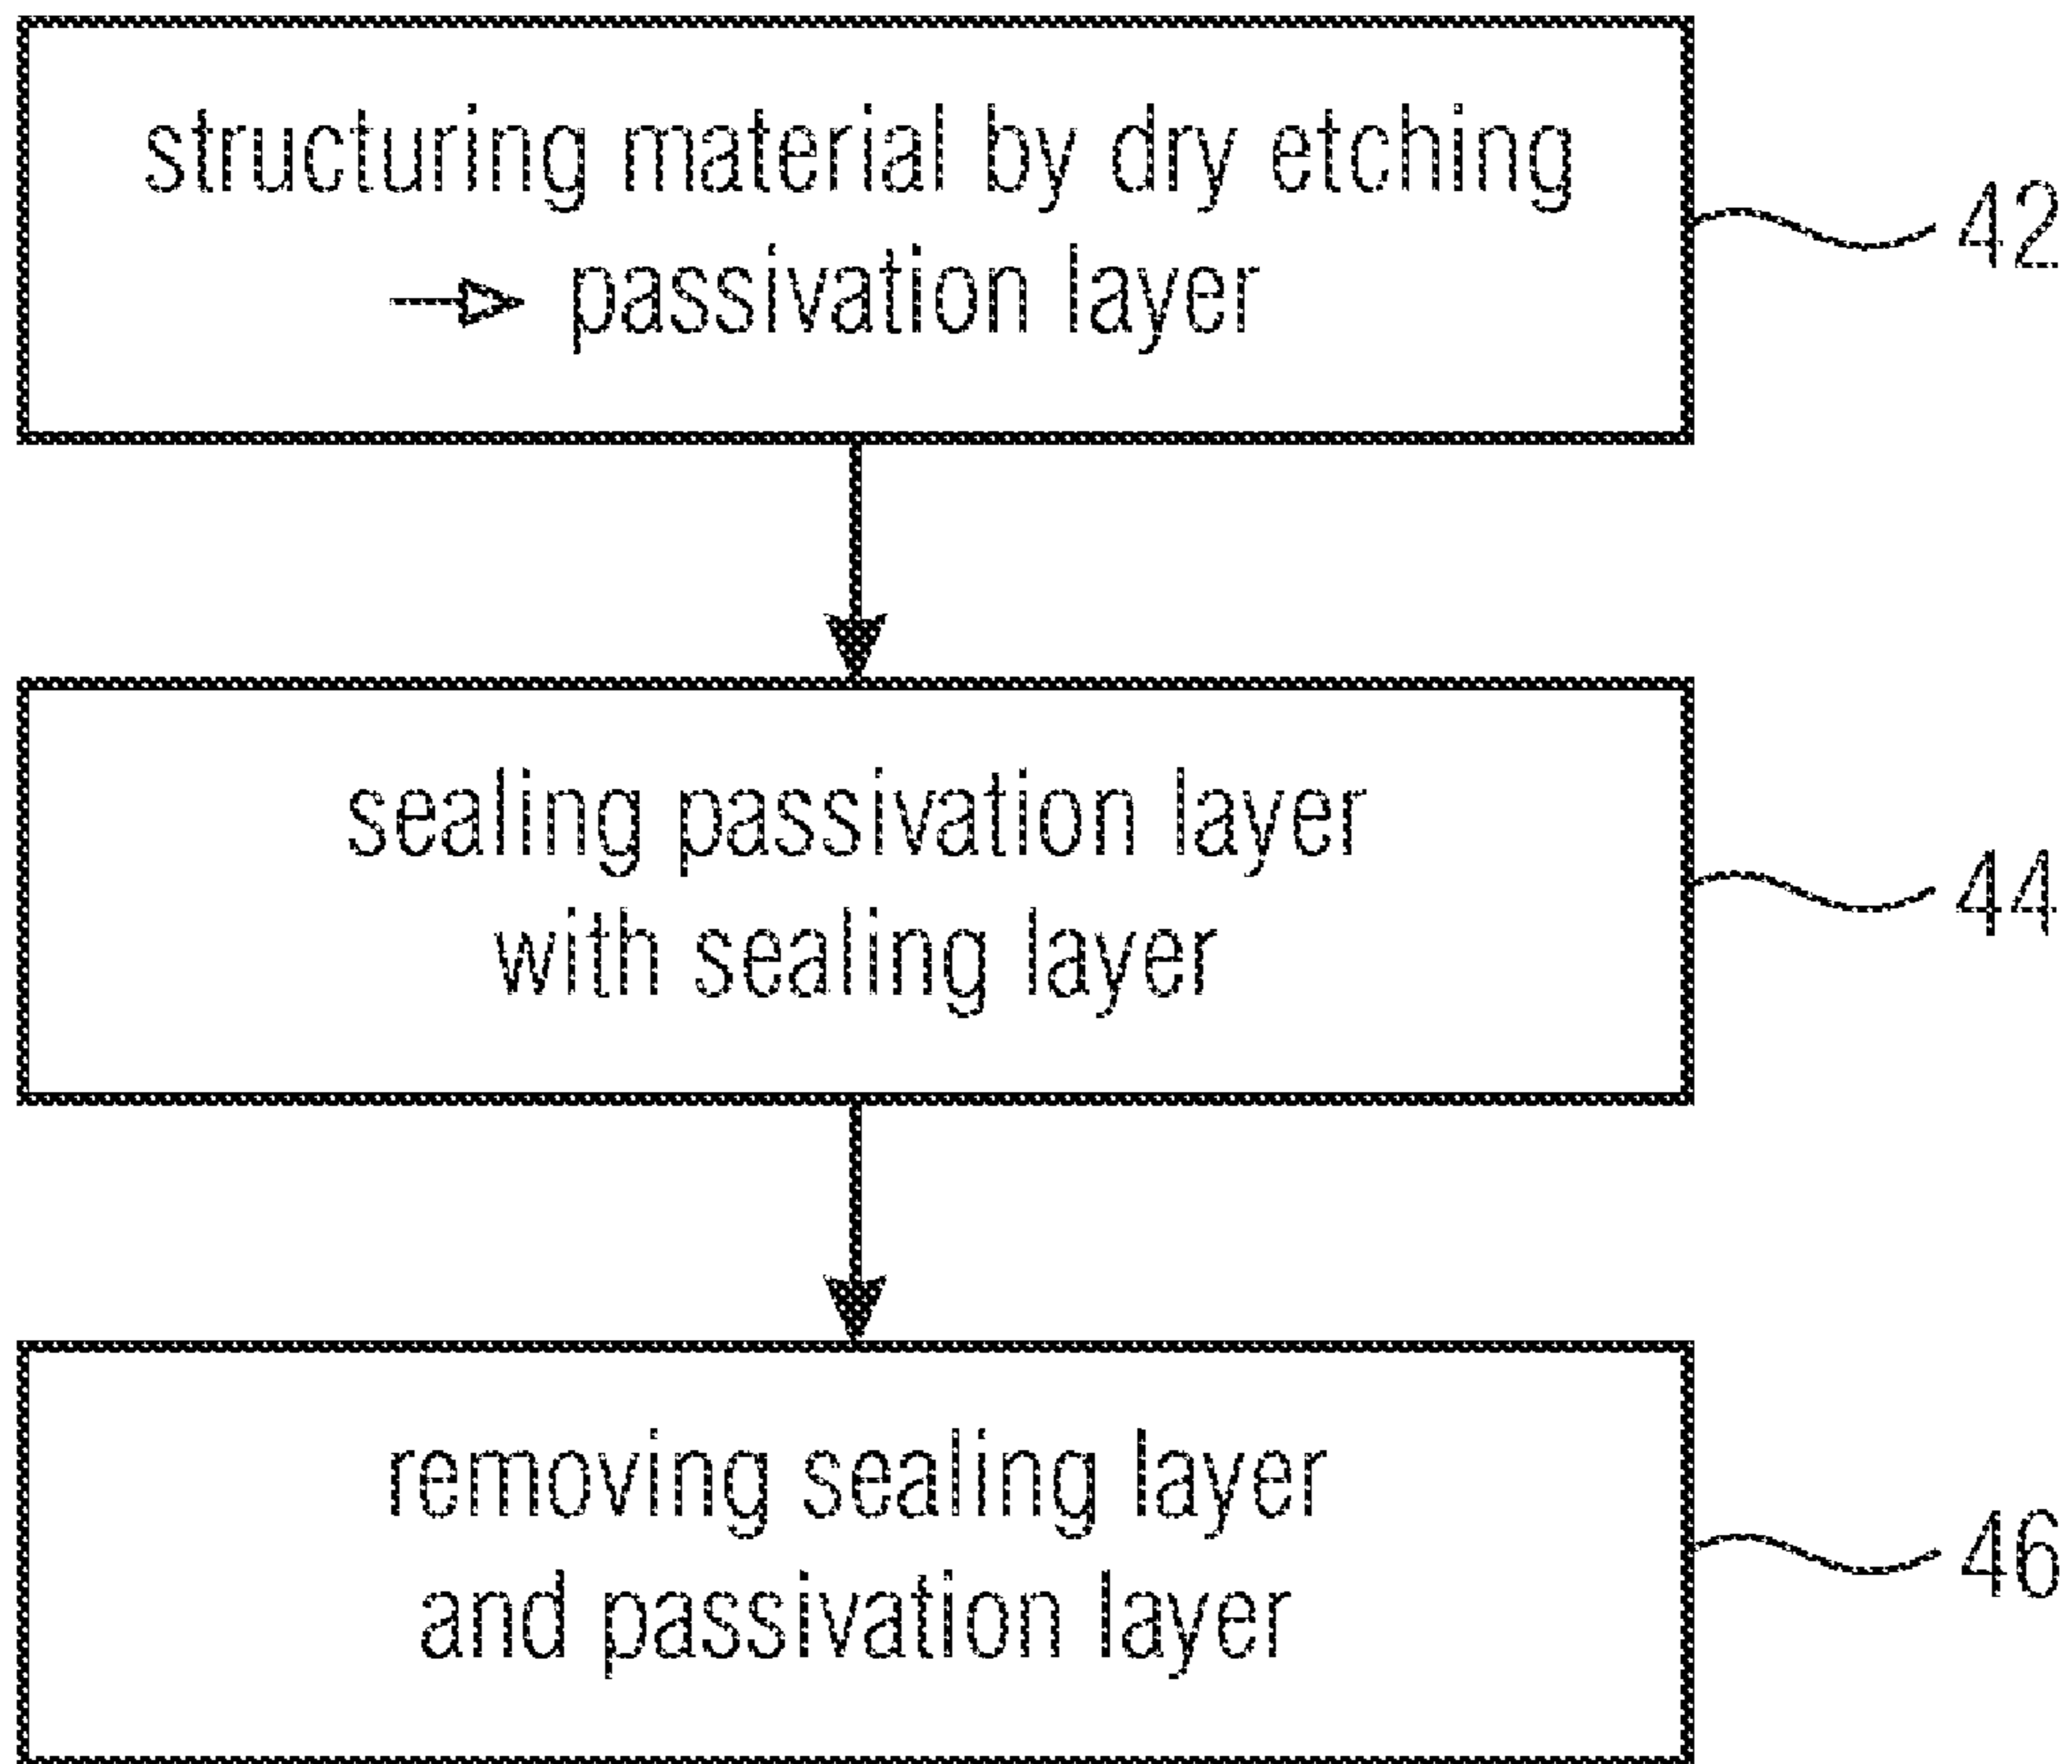 structuring material by dry etching
→ passivation layer
42
sealing passivation layer
with sealing layer
44
removing sealing layer
and passivation layer
46